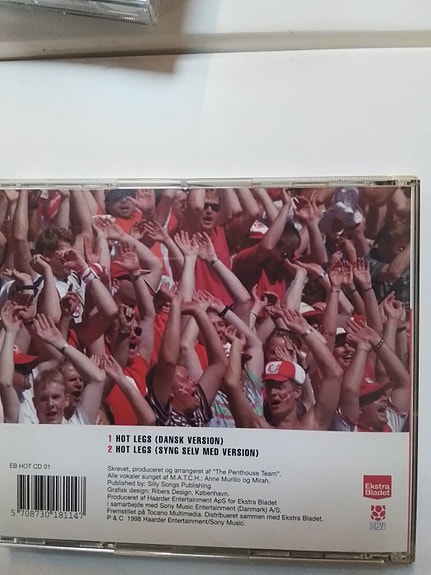 1 HOT LEGS (DANSK VERSION)
2 HOT LEGS (SYNG SELV MED VERSION)
EB HOT CD 01
Skrevet, produceret og arrangeret af "The Penthouse Team".
Alle vokaler sunget af M.A.T.C.H.: Anne Murillo og Mirah.
Published by: Silly Songs Publishing.
Grafisk design: Ribers Design, København.
Produceret af Haarder Entertainment ApS for Ekstra Bladet
i samarbejde med Sony Music Entertainment (Danmark) A/S.
Fremstillet på Tocano Multimedia. Distribueret sammen med Ekstra Bladet.
P & C 1998 Haarder Entertainment/Sony Music.
5 708730 181147
Ekstra
Bladet